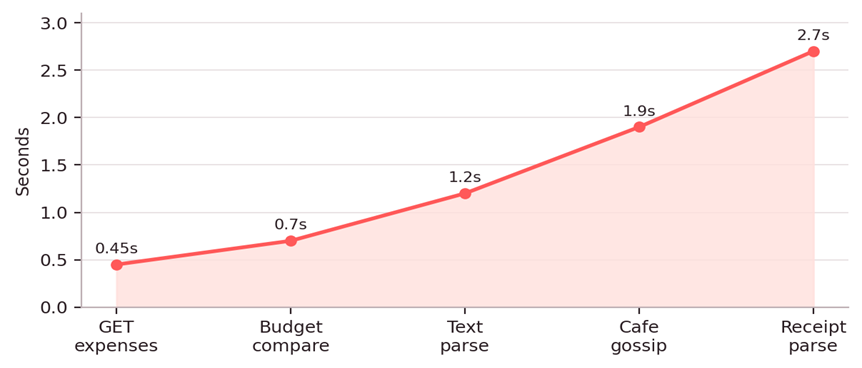 3.0
2.5
2.0
1.5
1.0
0.5
0.0
Seconds
0.45s
0.7s
1.2s
1.9s
2.7s
GET
expenses
Budget
compare
Text
parse
Cafe
gossip
Receipt
parse